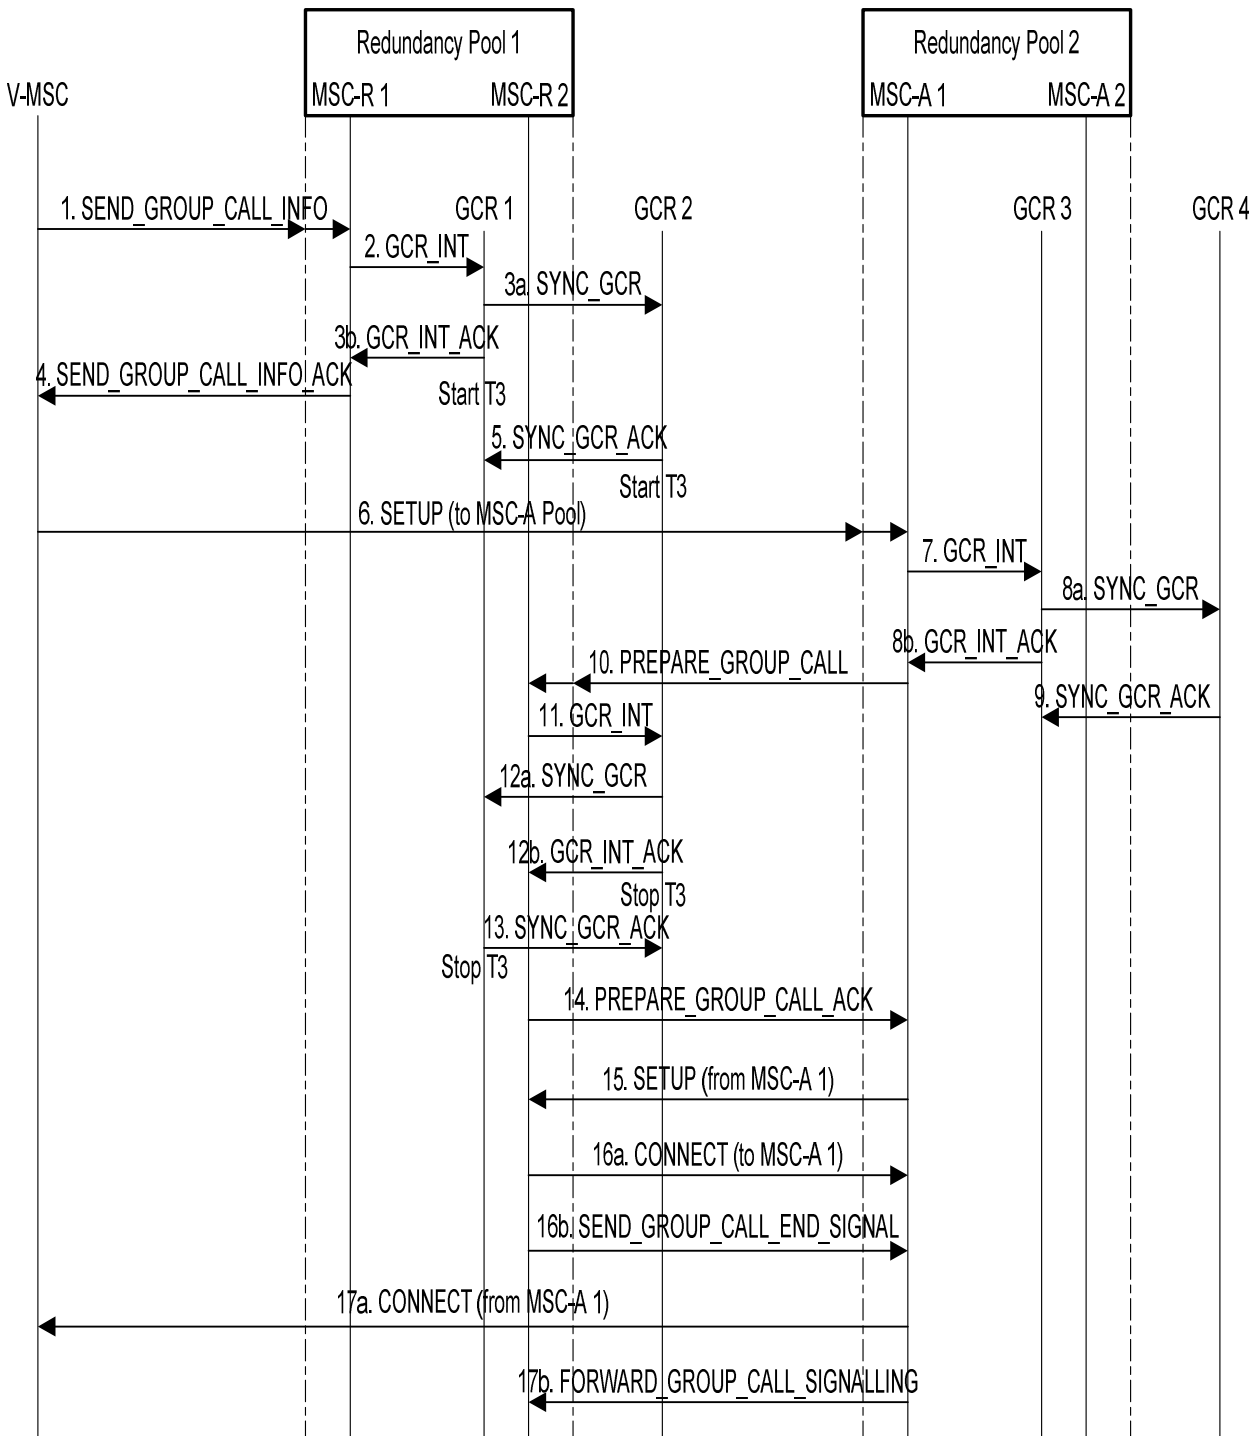 Redundancy Pool 1
Redundancy Pool 2
V-MSC
MSC-R 1
MSC-R 2
MSC-A 1
MSC-A 2
1. SEND_GROUP_CALL_INFO
GCR 1
GCR 2
GCR 3
GCR 4
2. GCR_INT
3a. SYNC_GCR
3b. GCR_INT_ACK
4. SEND_GROUP_CALL_INFO_ACK
Start T3
5. SYNC_GCR_ACK
Start T3
6. SETUP (to MSC-A Pool)
7. GCR_INT
8a. SYNC_GCR
8b. GCR_INT_ACK
10. PREPARE_GROUP_CALL
9. SYNC_GCR_ACK
11. GCR_INT
12a. SYNC_GCR
12b. GCR_INT_ACK
Stop T3
13. SYNC_GCR_ACK
Stop T3
14. PREPARE_GROUP_CALL_ACK
15. SETUP (from MSC-A 1)
16a. CONNECT (to MSC-A 1)
16b. SEND_GROUP_CALL_END_SIGNAL
17a. CONNECT (from MSC-A 1)
17b. FORWARD_GROUP_CALL_SIGNALLING